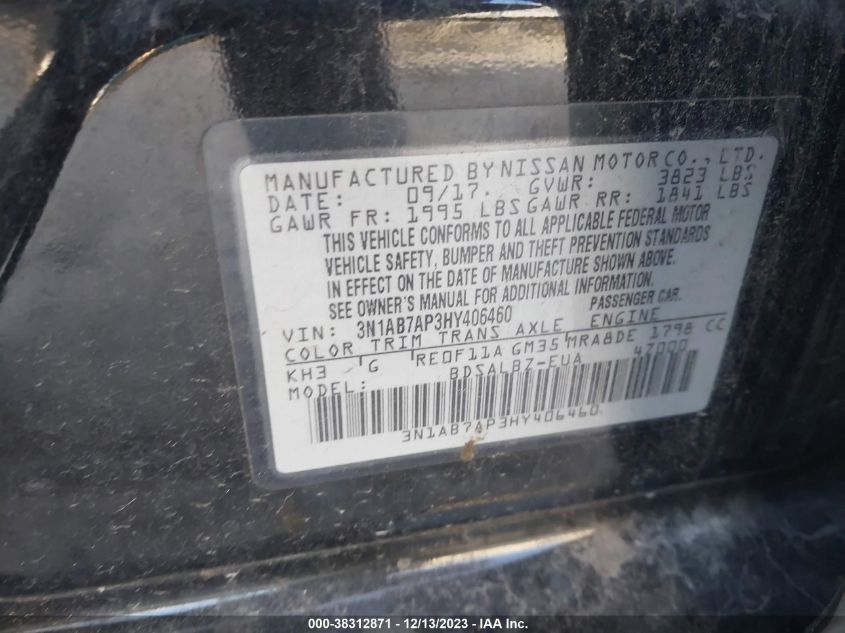 MANUFACTURED BY NISSAN MOTOR CO., LTD.
DATE: 09/17. GVWR: 3823 LBS
GAWR FR: 1995 LBS GAWR RR: 1841 LBS
THIS VEHICLE CONFORMS TO ALL APPLICABLE FEDERAL MOTOR
VEHICLE SAFETY, BUMPER AND THEFT PREVENTION STANDARDS
IN EFFECT ON THE DATE OF MANUFACTURE SHOWN ABOVE.
SEE OWNER'S MANUAL FOR ADDITIONAL INFORMATION.
VIN: 3N1AB7AP3HY406460 PASSENGER CAR.
COLOR TRIM TRANS AXLE ENGINE
KH3 G RE0F11A GM35 MRA8DE 1798 CC
MODEL: BDSALBZ-EUA 47000
3N1AB7AP3HY406460
000-38312871 - 12/13/2023 - IAA Inc.